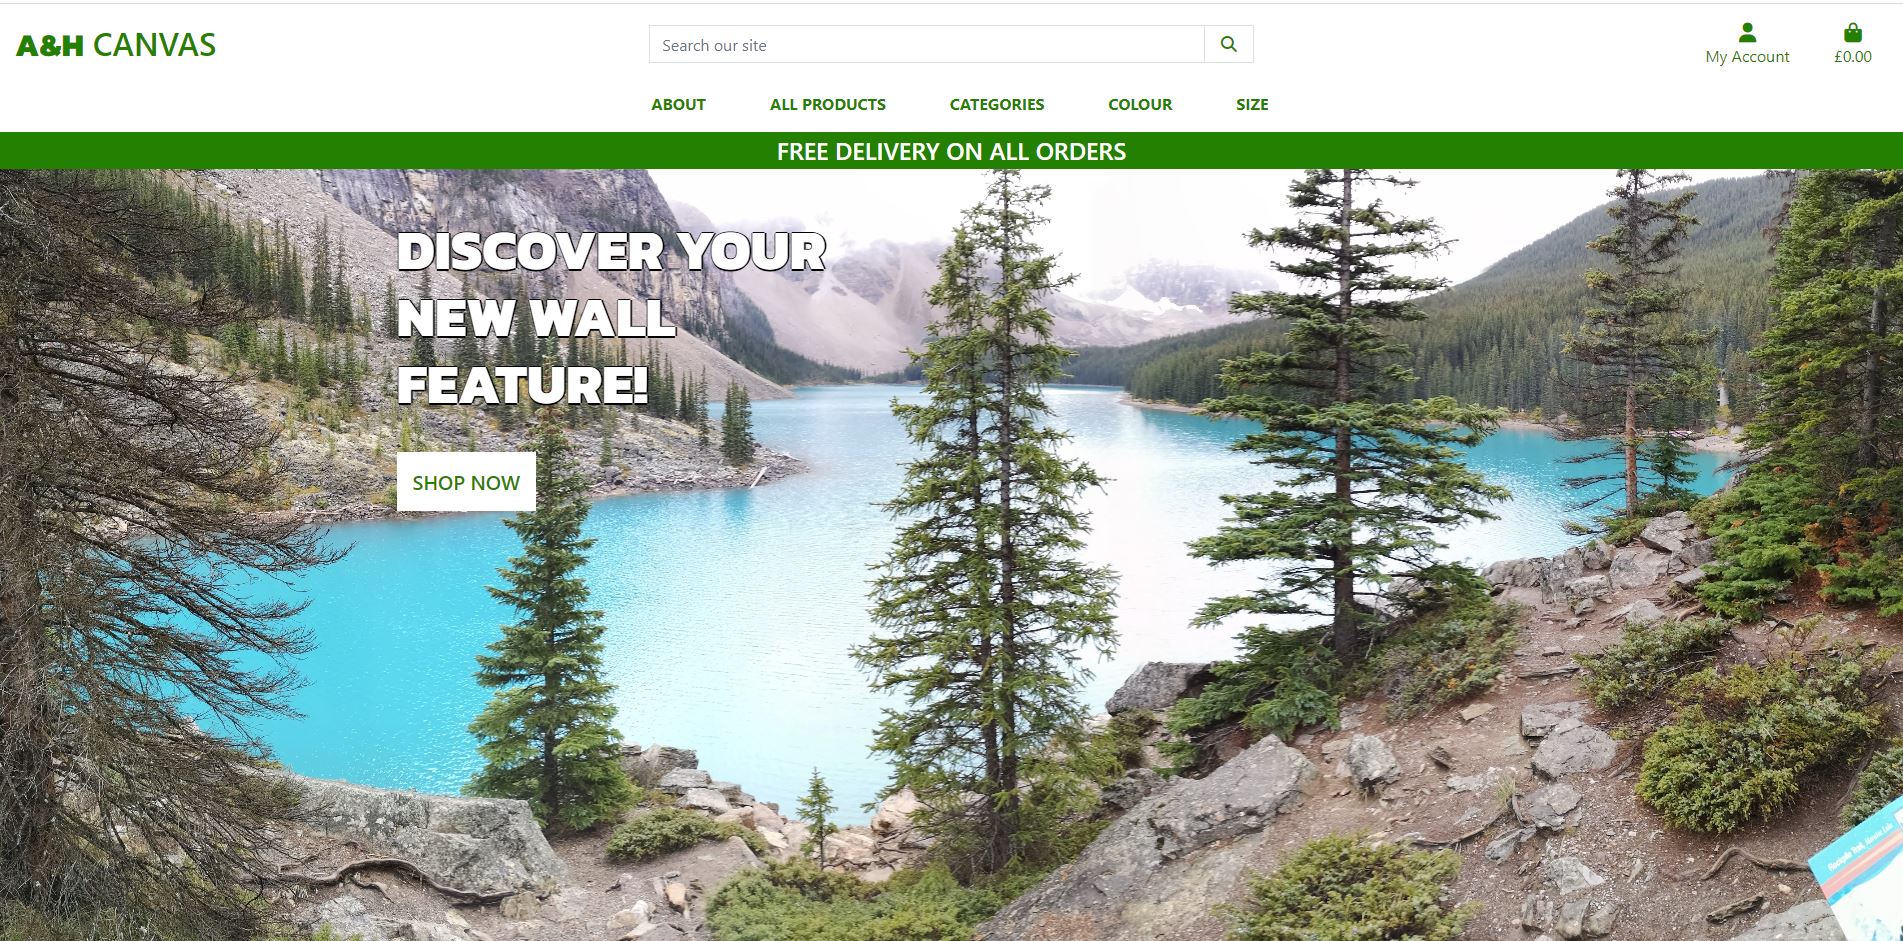 A&H CANVAS
Search our site
My Account
£0.00
ABOUT
ALL PRODUCTS
CATEGORIES
COLOUR
SIZE
FREE DELIVERY ON ALL ORDERS
DISCOVER YOUR
NEW WALL
FEATURE!
SHOP NOW